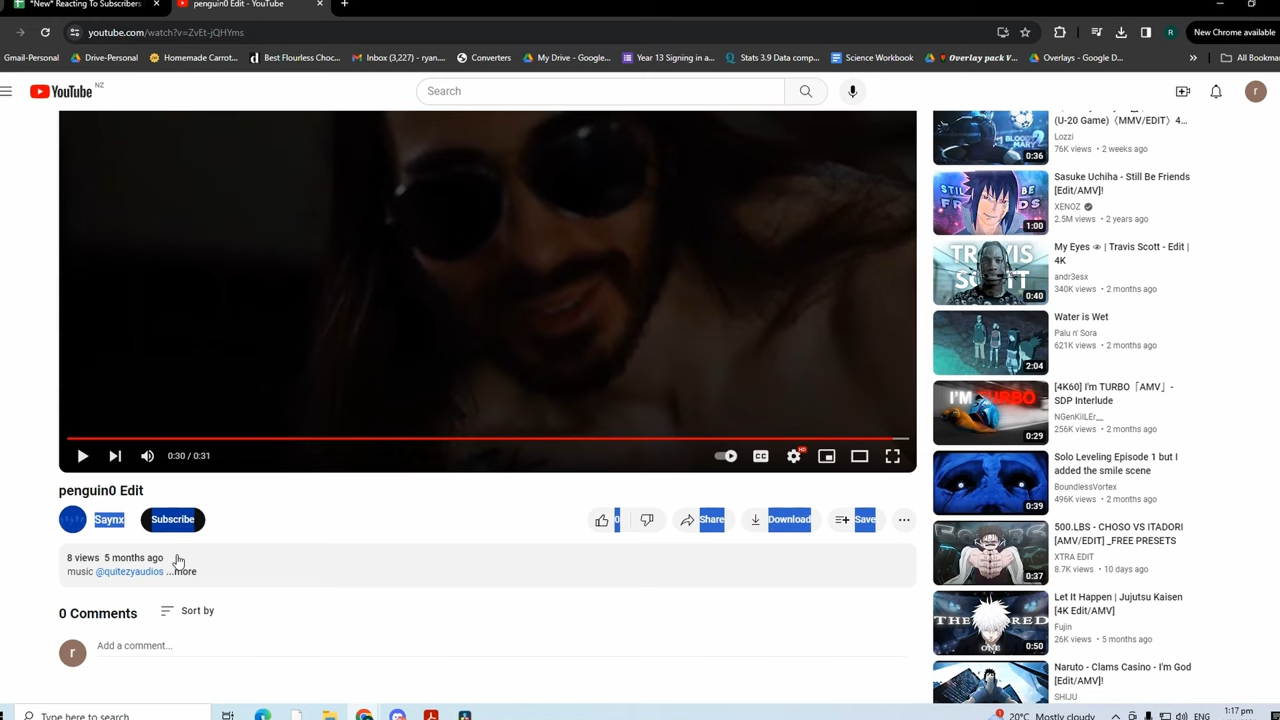 *New* Reacting To Subscribers
penguin0 Edit - YouTube
youtube.com/watch?v=ZvEt-jQHYms
New Chrome available
Gmail-Personal
Drive-Personal
Homemade Carrot...
Best Flourless Choc...
Inbox (3,227) - ryan...
Converters
My Drive - Google...
Year 13 Signing in a...
Stats 3.9 Data comp...
Science Workbook
Overlay pack V...
Overlays - Google D...
All Bookma
YouTube NZ
Search
r
(U-20 Game)〈MMV/EDIT〉4...
Lozzi
76K views • 2 weeks ago
BLOODY MARY 2
0:36
Sasuke Uchiha - Still Be Friends
[Edit/AMV]!
XENOZ
2.5M views • 2 years ago
1:00
My Eyes 👁 | Travis Scott - Edit |
4K
andr3esx
340K views • 2 months ago
TRAVIS
SCOTT
0:40
Water is Wet
Palu n' Sora
621K views • 2 months ago
2:04
[4K60] I'm TURBO「AMV」-
SDP Interlude
NGenKilLEr__
256K views • 2 months ago
I'M TURBO
0:29
Solo Leveling Episode 1 but I
added the smile scene
BoundlessVortex
496K views • 2 months ago
0:39
500.LBS - CHOSO VS ITADORI
[AMV/EDIT] _FREE PRESETS
XTRA EDIT
8.7K views • 10 days ago
0:37
Let It Happen | Jujutsu Kaisen
[4K Edit/AMV]
Fujin
26K views • 5 months ago
ONE
0:50
Naruto - Clams Casino - I'm God
[Edit/AMV]!
SHIJU
0:30 / 0:31
penguin0 Edit
Saynx
Subscribe
0
Share
Download
Save
8 views 5 months ago
music @quitezyaudios ...more
0 Comments
Sort by
r
Add a comment...
Type here to search
20°C Mostly cloudy
ENG
1:17 pm